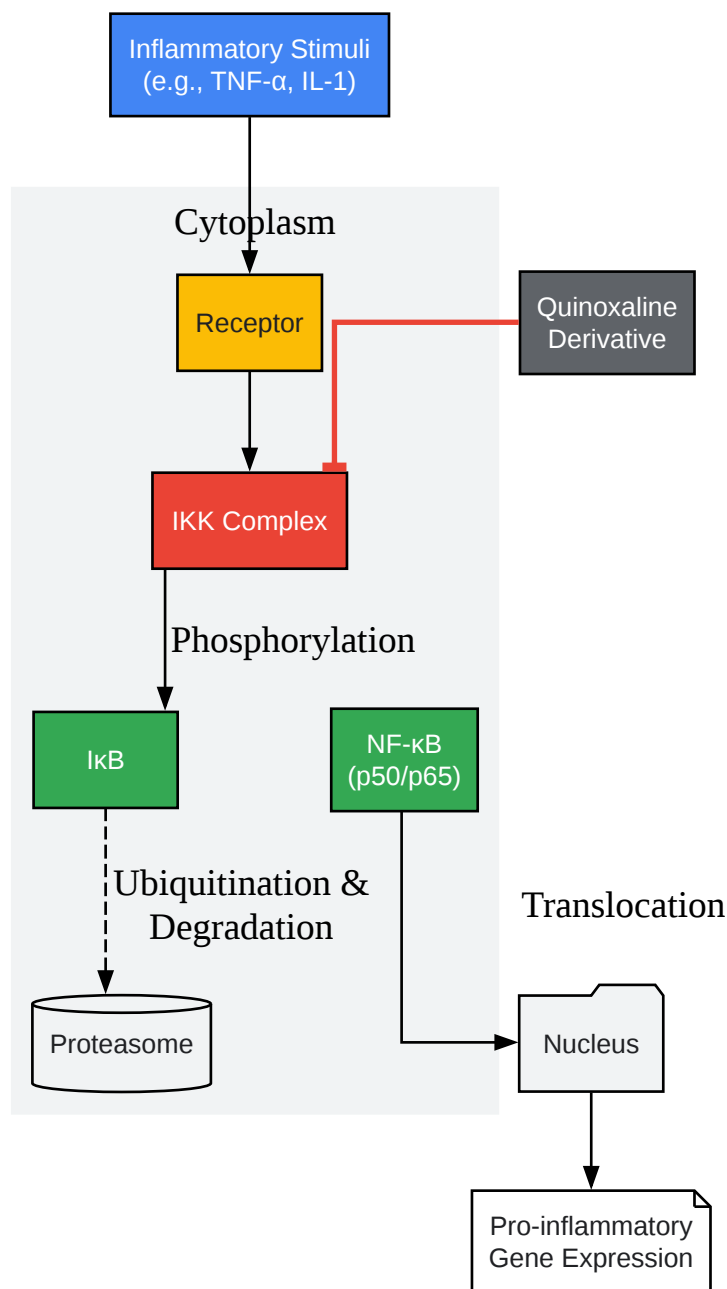 Inflammatory Stimuli
(e.g., TNF-α, IL-1)
Cytoplasm
Receptor
Quinoxaline
Derivative
IKK Complex
Phosphorylation
IκB
NF-κB
(p50/p65)
Ubiquitination &
Degradation
Translocation
Proteasome
Nucleus
Pro-inflammatory
Gene Expression